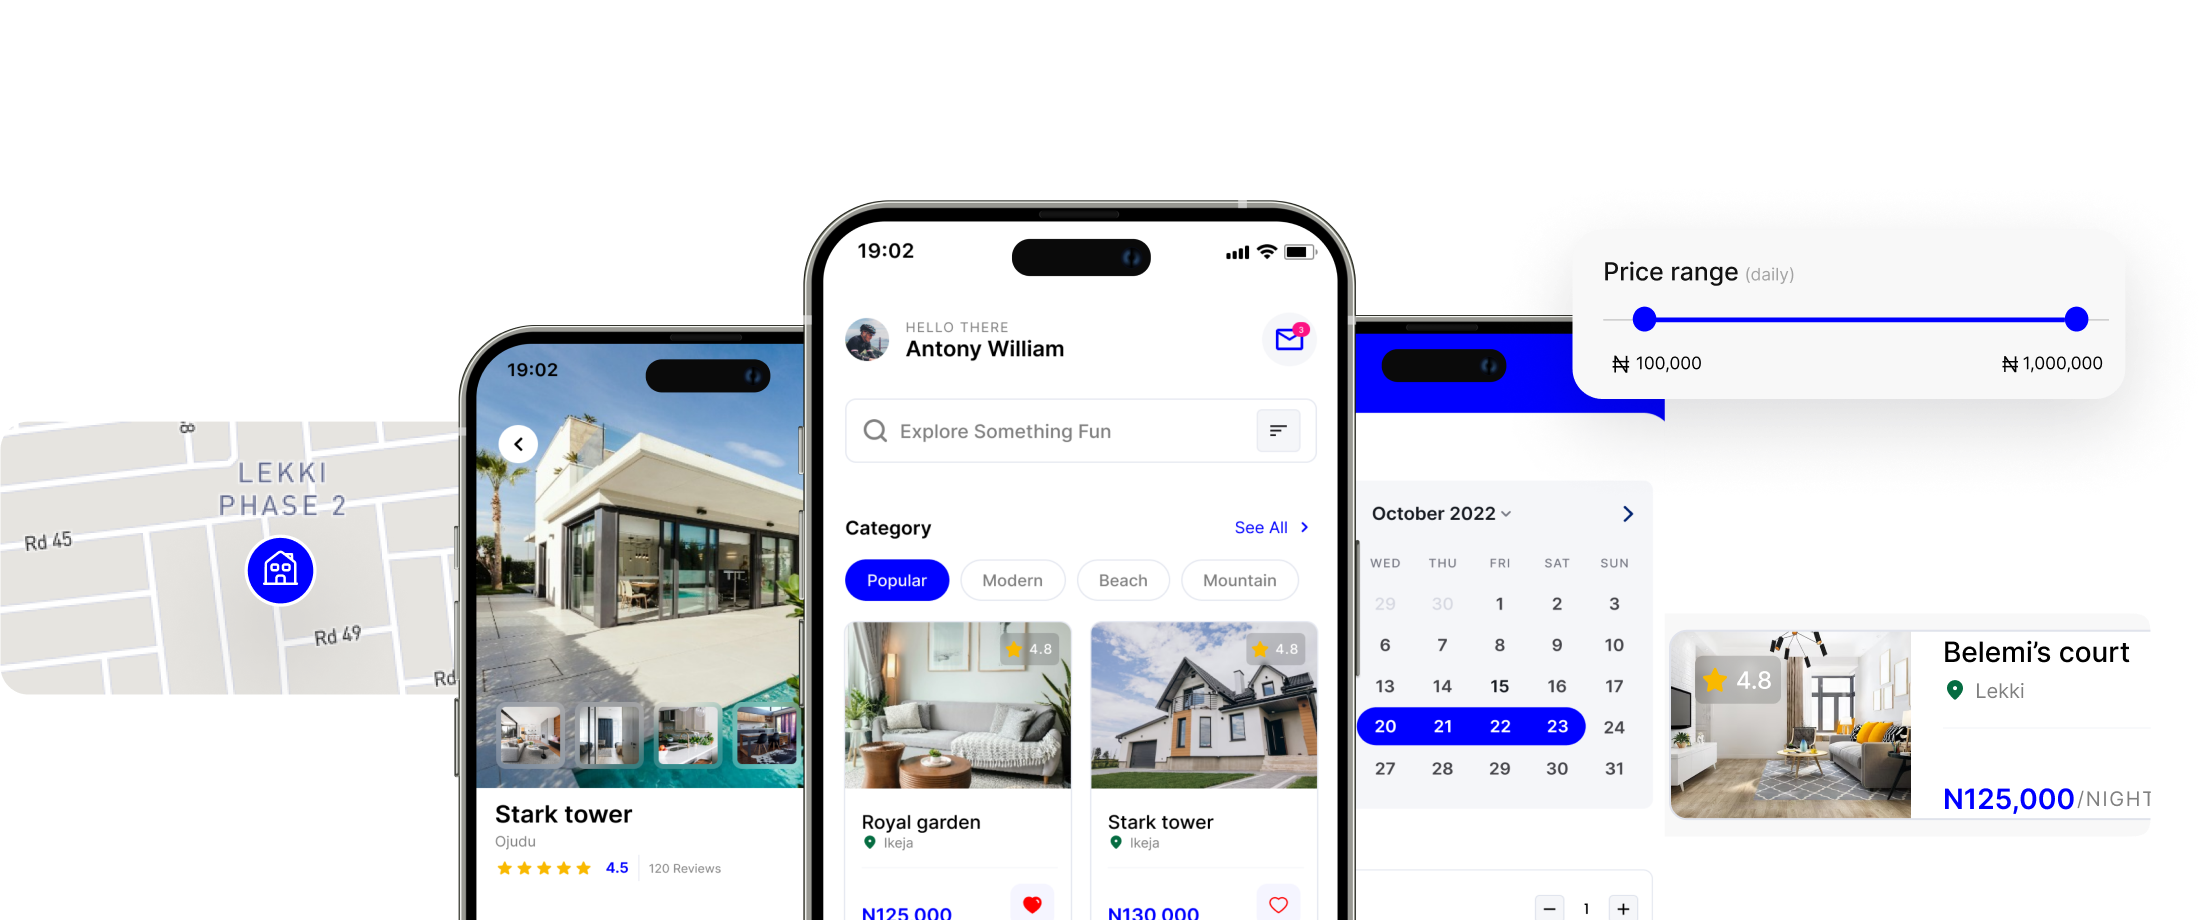 8
LEKKI
PHASE 2
Rd 45
Rd 49
Rd
19:02
Stark tower
Ojudu
4.5
120 Reviews
19:02
HELLO THERE
Antony William
3
Explore Something Fun
Category
See All
Popular
Modern
Beach
Mountain
4.8
4.8
Royal garden
Ikeja
Stark tower
Ikeja
N125,000
N130,000
October 2022
WED THU FRI SAT SUN
29 30 1 2 3
6 7 8 9 10
13 14 15 16 17
20 21 22 23 24
27 28 29 30 31
1
Price range (daily)
₦ 100,000
₦ 1,000,000
4.8
Belemi’s court
Lekki
N125,000/NIGHT